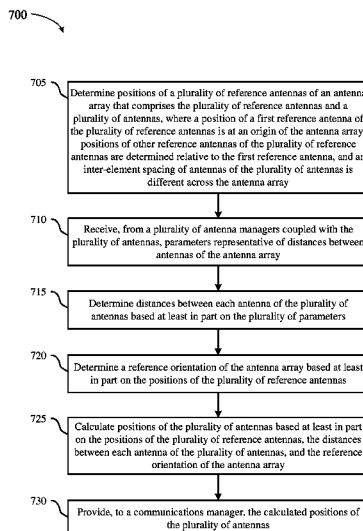 700
705
Determine positions of a plurality of reference antennas of an antenna
array that comprises the plurality of reference antennas and a
plurality of antennas, where a position of a first reference antenna of
the plurality of reference antennas is at an origin of the antenna array,
positions of other reference antennas of the plurality of reference
antennas are determined relative to the first reference antenna, and an
inter-element spacing of antennas of the plurality of antennas is
different across the antenna array
710
Receive, from a plurality of antenna managers coupled with the
plurality of antennas, parameters representative of distances between
antennas of the antenna array
715
Determine distances between each antenna of the plurality of
antennas based at least in part on the plurality of parameters
720
Determine a reference orientation of the antenna array based at least
in part on the positions of the plurality of reference antennas
725
Calculate positions of the plurality of antennas based at least in part
on the positions of the plurality of reference antennas, the distances
between each antenna of the plurality of antennas, and the reference
orientation of the antenna array
730
Provide, to a communications manager, the calculated positions of
the plurality of antennas